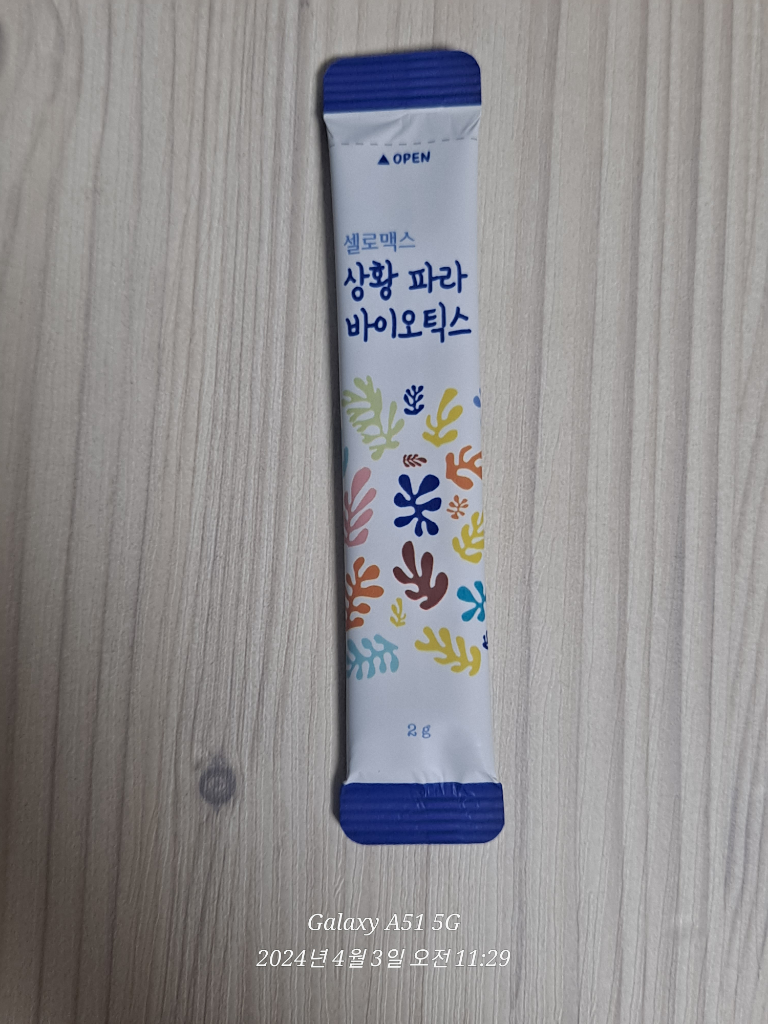 ▲ OPEN
셀로맥스
상황 파라
바이오틱스
2 g
Galaxy A51 5G
2024년 4월 3일 오전 11:29